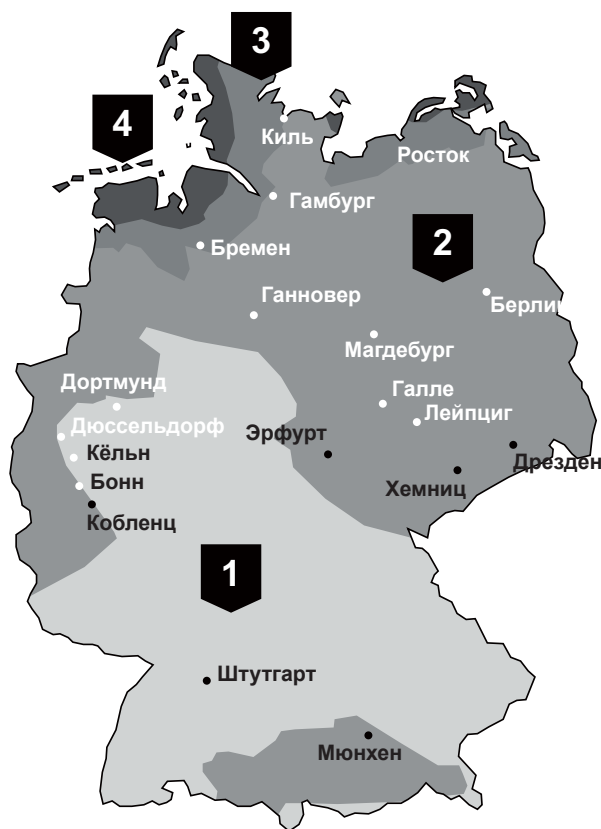 3
4
Киль
Росток
Гамбург
2
Бремен
Ганновер
Берлин
Магдебург
Дортмунд
Галле
Лейпциг
Дюссельдорф
Эрфурт
Кёльн
Дрезден
Хемниц
Бонн
Кобленц
1
Штутгарт
Мюнхен